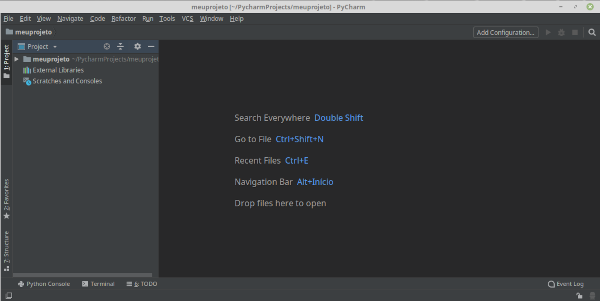 meuprojeto [~/PycharmProjects/meuprojeto] - PyCharm
File Edit View Navigate Code Refactor Run Tools VCS Window Help
meuprojeto
Add Configuration...
1: Project
Project
meuprojeto ~/PycharmProjects/meuprojet
External Libraries
Scratches and Consoles
Search Everywhere Double Shift
Go to File Ctrl+Shift+N
Recent Files Ctrl+E
Navigation Bar Alt+Início
Drop files here to open
2: Favorites
7: Structure
Python Console
Terminal
6: TODO
Event Log